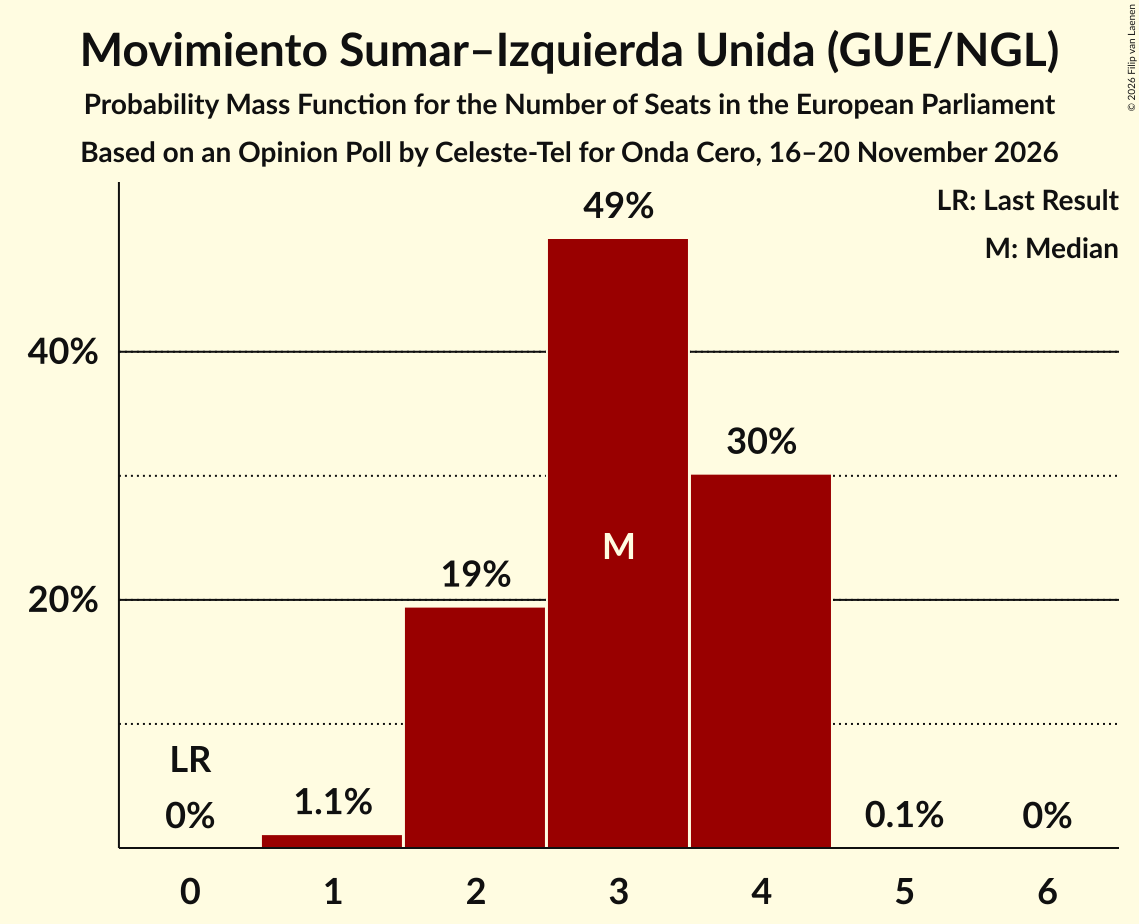 Movimiento Sumar–Izquierda Unida (GUE/NGL)
Probability Mass Function for the Number of Seats in the European Parliament
Based on an Opinion Poll by Celeste-Tel for Onda Cero, 16–20 November 2026
© 2026 Filip van Laenen
LR: Last Result
M: Median
49%
40%
30%
M
19%
20%
LR
0%
1.1%
0.1%
0%
0
1
2
3
4
5
6